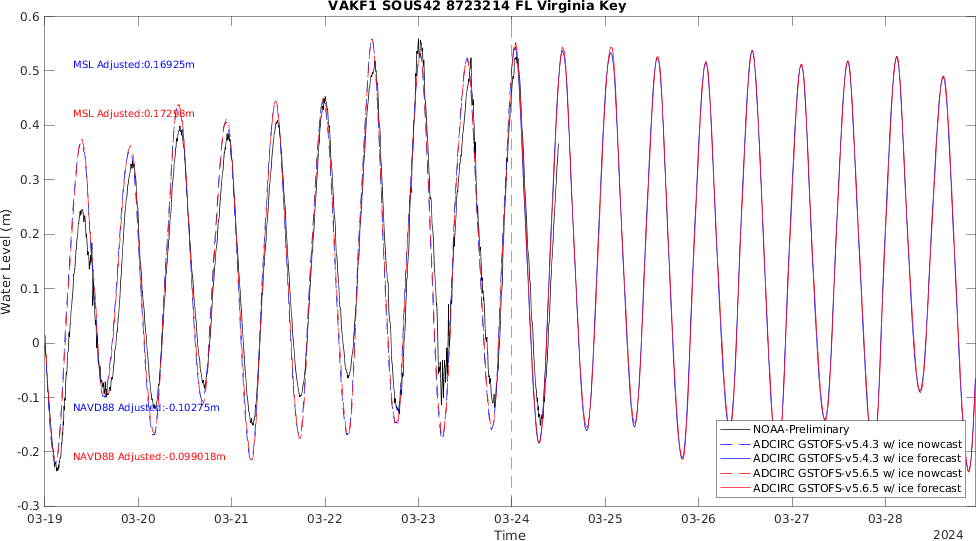 VAKF1 SOUS42 8723214 FL Virginia Key
0.6
0.5
0.4
0.3
0.2
0.1
0
-0.1
-0.2
-0.3
Water Level (m)
MSL Adjusted:0.16925m
MSL Adjusted:0.17298m
NAVD88 Adjusted:-0.10275m
NAVD88 Adjusted:-0.099018m
NOAA-Preliminary
ADCIRC GSTOFS-v5.4.3 w/ ice nowcast
ADCIRC GSTOFS-v5.4.3 w/ ice forecast
ADCIRC GSTOFS-v5.6.5 w/ ice nowcast
ADCIRC GSTOFS-v5.6.5 w/ ice forecast
03-19 03-20 03-21 03-22 03-23 03-24 03-25 03-26 03-27 03-28
Time
2024